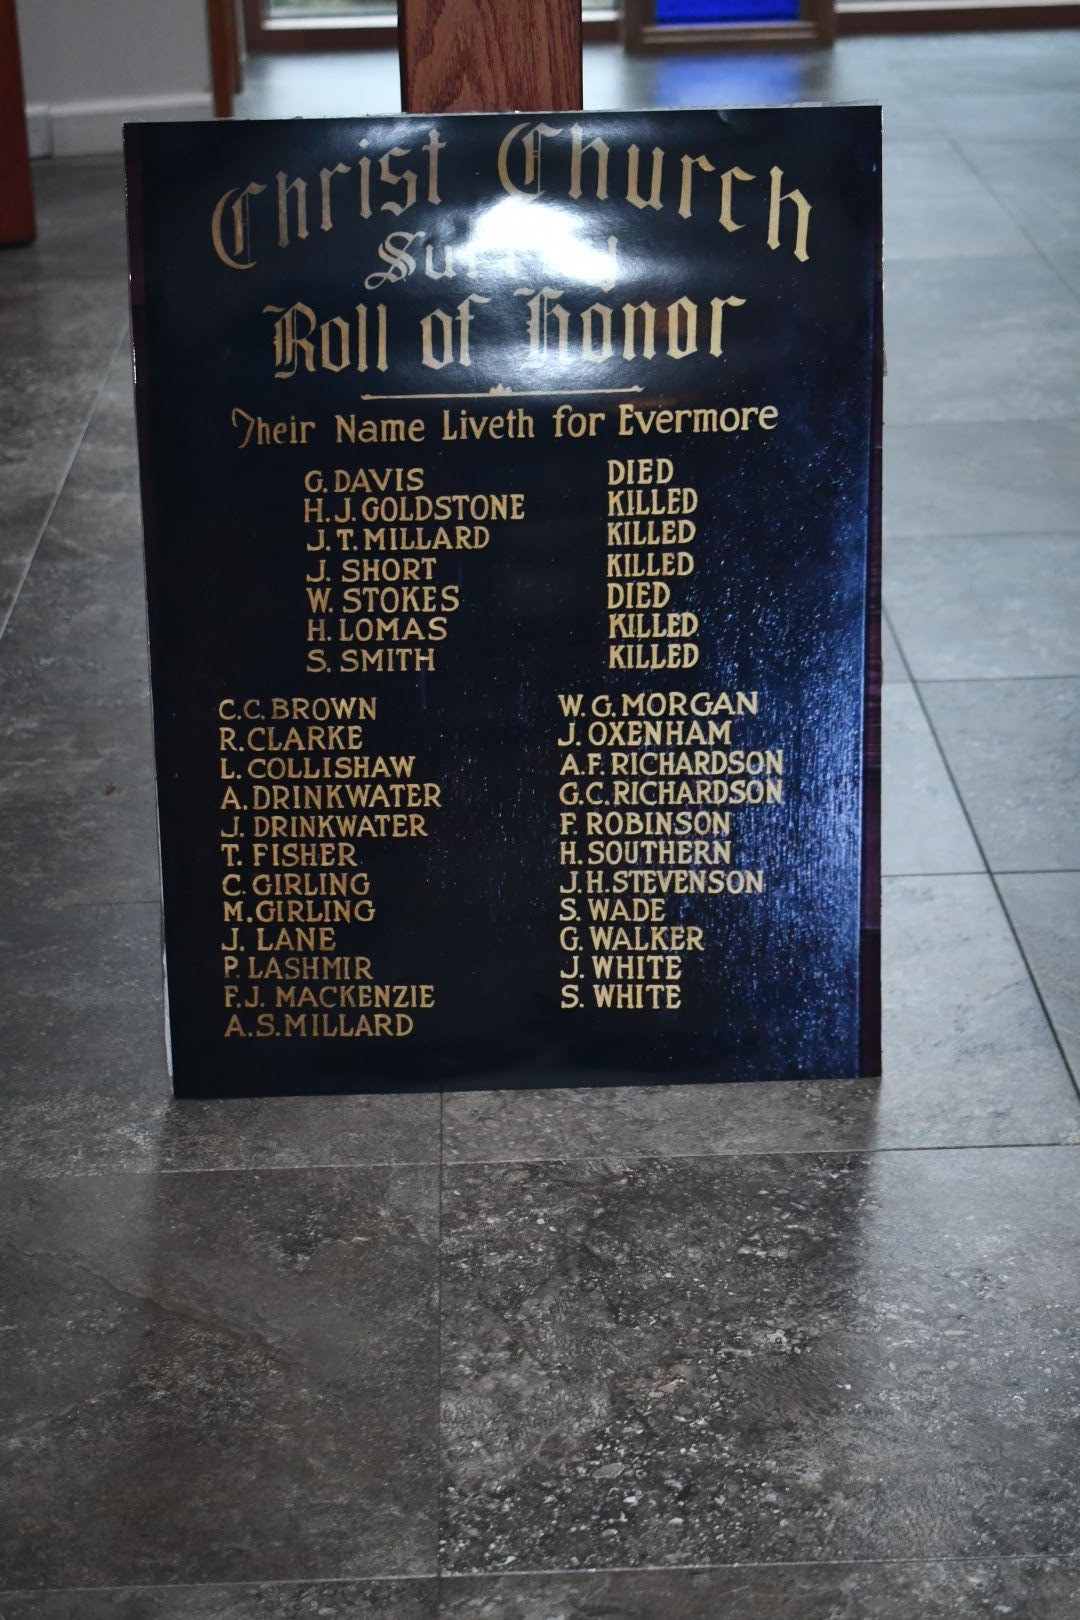 Christ Church
Surrey
Roll of Honor
Their Name Liveth for Evermore
G. DAVIS DIED
H. J. GOLDSTONE KILLED
J. T. MILLARD KILLED
J. SHORT KILLED
W. STOKES DIED
H. LOMAS KILLED
S. SMITH KILLED
C. C. BROWN
R. CLARKE
L. COLLISHAW
A. DRINKWATER
J. DRINKWATER
T. FISHER
C. GIRLING
M. GIRLING
J. LANE
P. LASHMIR
F. J. MACKENZIE
A. S. MILLARD
W. G. MORGAN
J. OXENHAM
A. F. RICHARDSON
G. C. RICHARDSON
F. ROBINSON
H. SOUTHERN
J. H. STEVENSON
S. WADE
G. WALKER
J. WHITE
S. WHITE